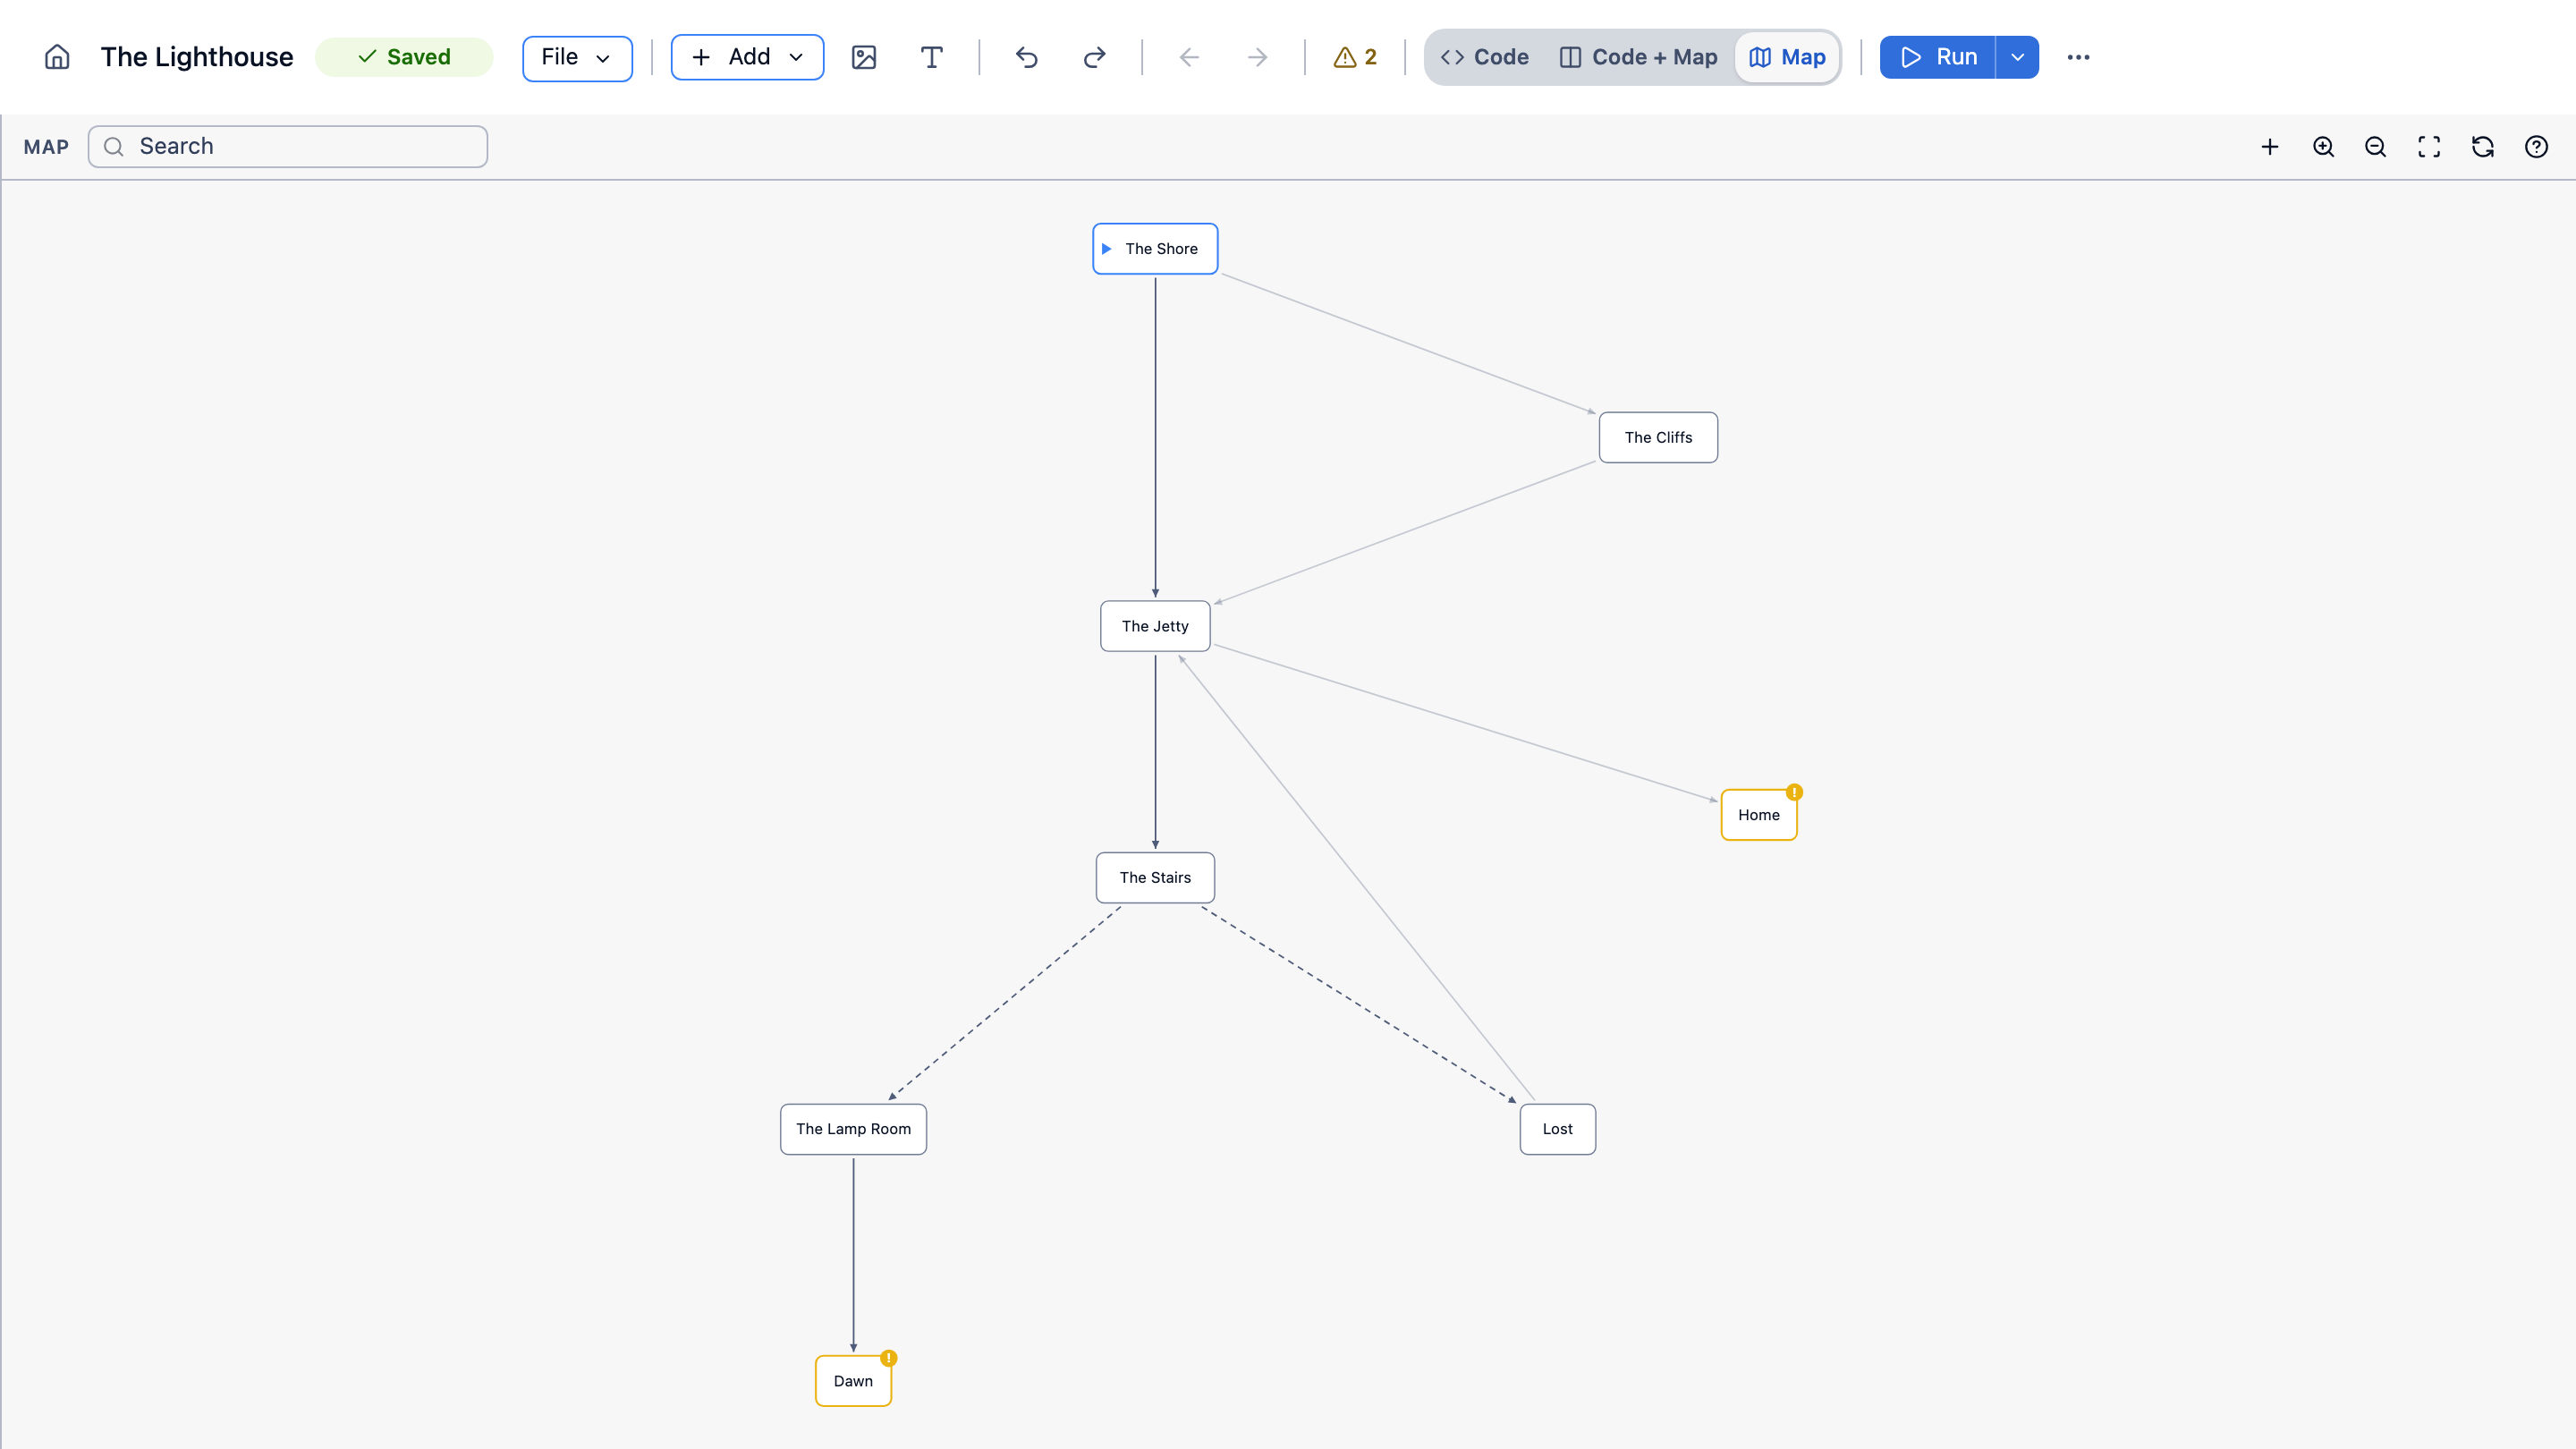 The Lighthouse
Saved
File
Add
2
Code
Code + Map
Map
Run
MAP
Search
The Shore
The Cliffs
The Jetty
Home
The Stairs
The Lamp Room
Lost
Dawn